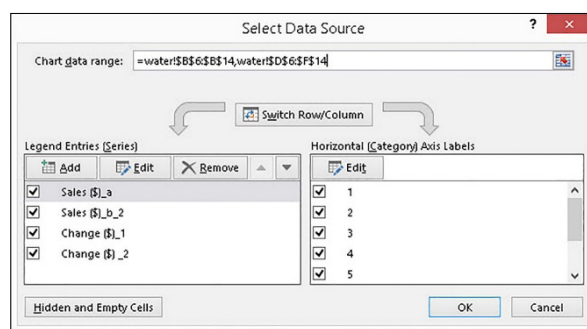 Select Data Source
? ×
Chart data range: =water!$B$6:$B$14,water!$D$6:$F$14
Switch Row/Column
Legend Entries (Series)
Add Edit Remove
Sales ($)_a
Sales ($)_b_2
Change ($)_1
Change ($) _2
Horizontal (Category) Axis Labels
Edit
1
2
3
4
5
Hidden and Empty Cells
OK Cancel